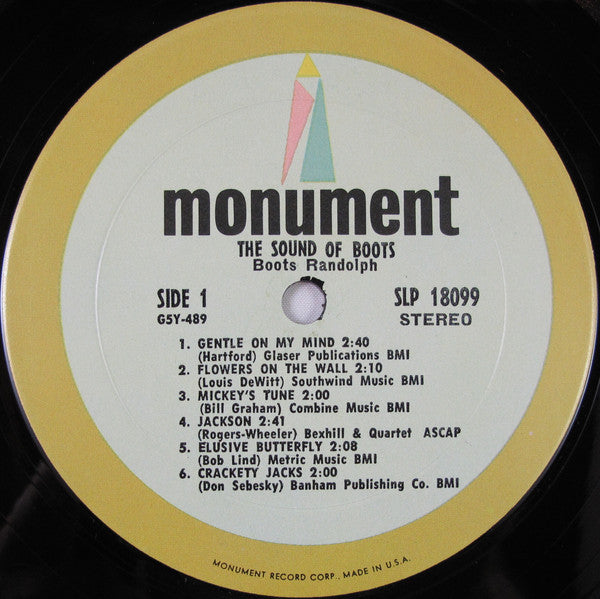 monument
THE SOUND OF BOOTS
Boots Randolph
SIDE 1
SLP 18099
G5Y-489
STEREO
1. GENTLE ON MY MIND 2:40
(Hartford) Glaser Publications BMI
2. FLOWERS ON THE WALL 2:10
(Louis DeWitt) Southwind Music BMI
3. MICKEY'S TUNE 2:00
(Bill Graham) Combine Music BMI
4. JACKSON 2:41
(Rogers-Wheeler) Bexhill & Quartet ASCAP
5. ELUSIVE BUTTERFLY 2:08
(Bob Lind) Metric Music BMI
6. CRACKETY JACKS 2:00
(Don Sebesky) Banham Publishing Co. BMI
MONUMENT RECORD CORP., MADE IN U.S.A.